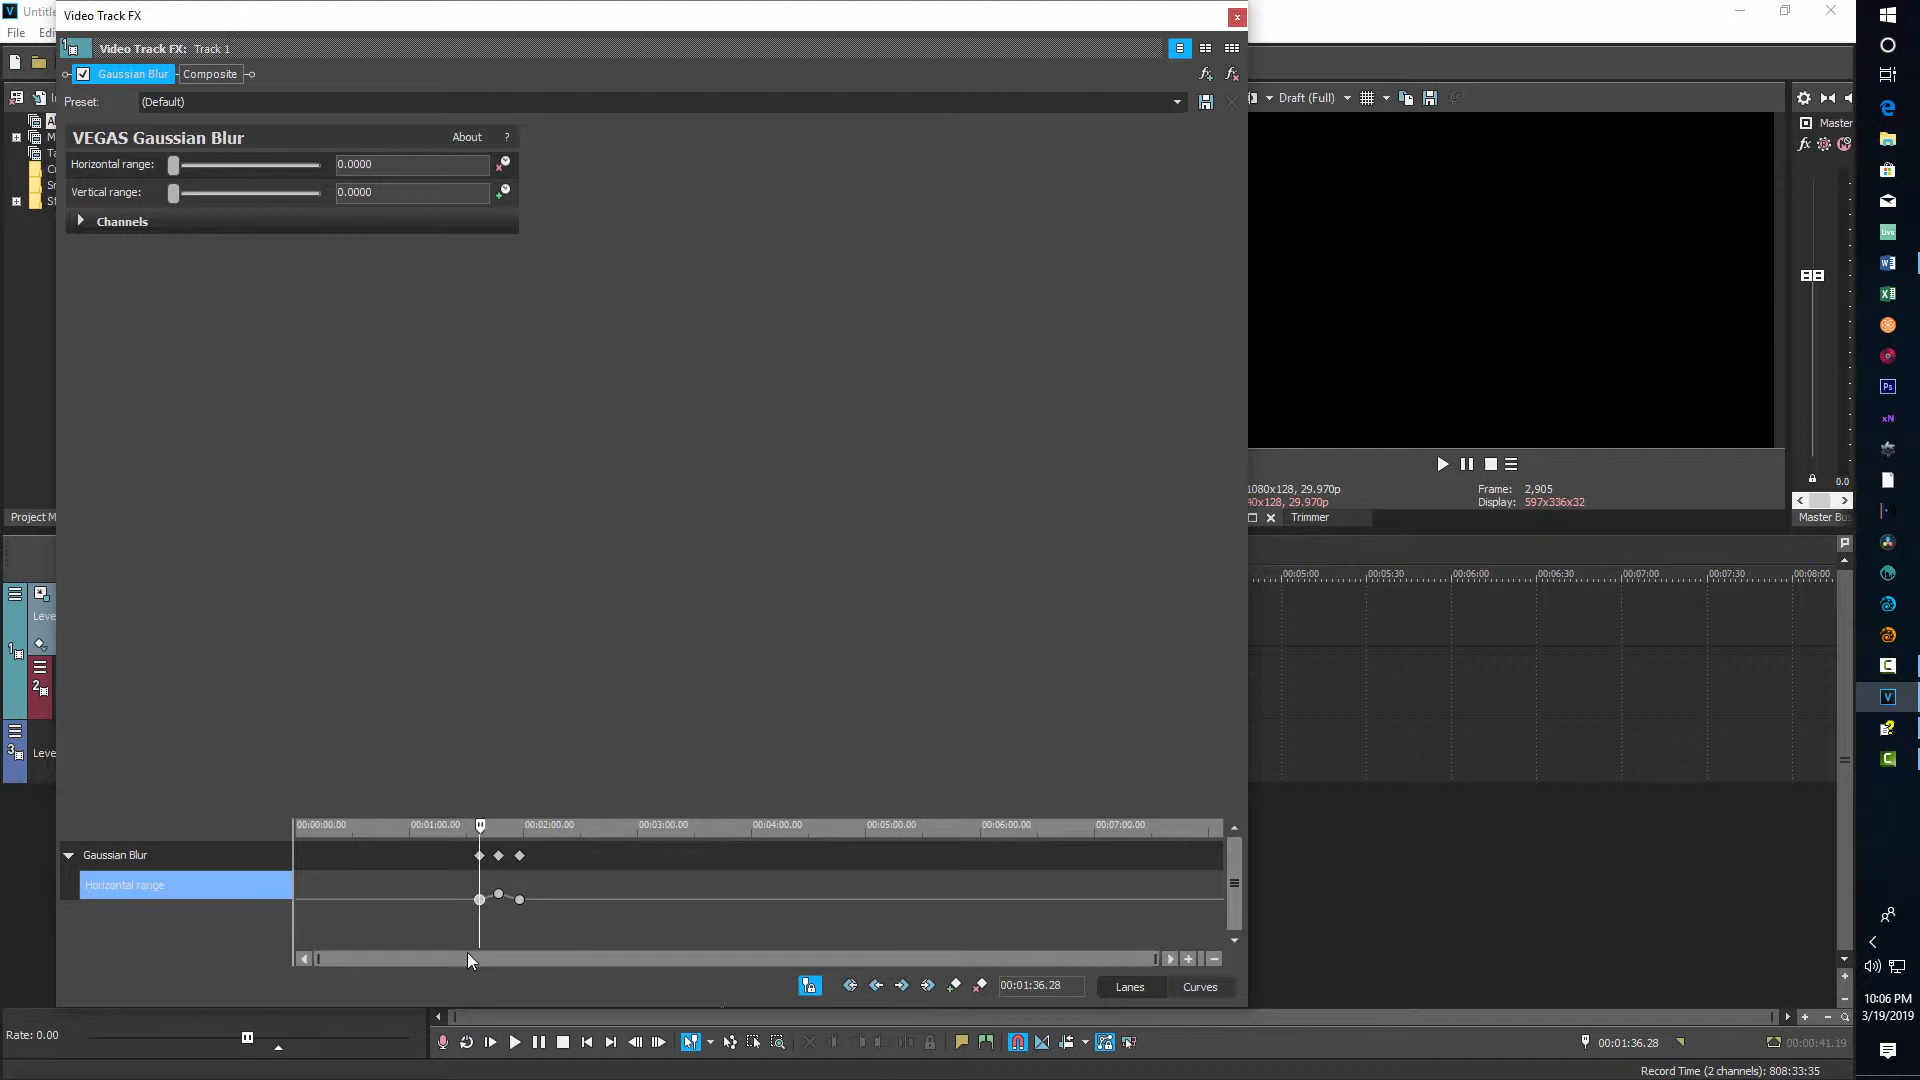 Untitle
Video Track FX
File
Edi
Video Track FX: Track 1
Gaussian Blur
Composite
Preset:
(Default)
Draft (Full)
VEGAS Gaussian Blur
About
?
Master
Horizontal range:
0.0000
Vertical range:
0.0000
Channels
0.0
1080x128, 29.970p
Frame: 2,905
40x128, 29.970p
Display: 597x336x32
Project M
Trimmer
Master Bus
00:05:00
00:05:30
00:06:00
00:06:30
00:07:00
00:07:30
00:08:00
1
Leve
2
3
Leve
00:00:00.00
00:01:00.00
00:02:00.00
00:03:00.00
00:04:00.00
00:05:00.00
00:06:00.00
00:07:00.00
Gaussian Blur
Horizontal range
00:01:36.28
Lanes
Curves
Rate: 0.00
00:01:36.28
00:00:41.19
Record Time (2 channels): 808:33:35
10:06 PM
3/19/2019